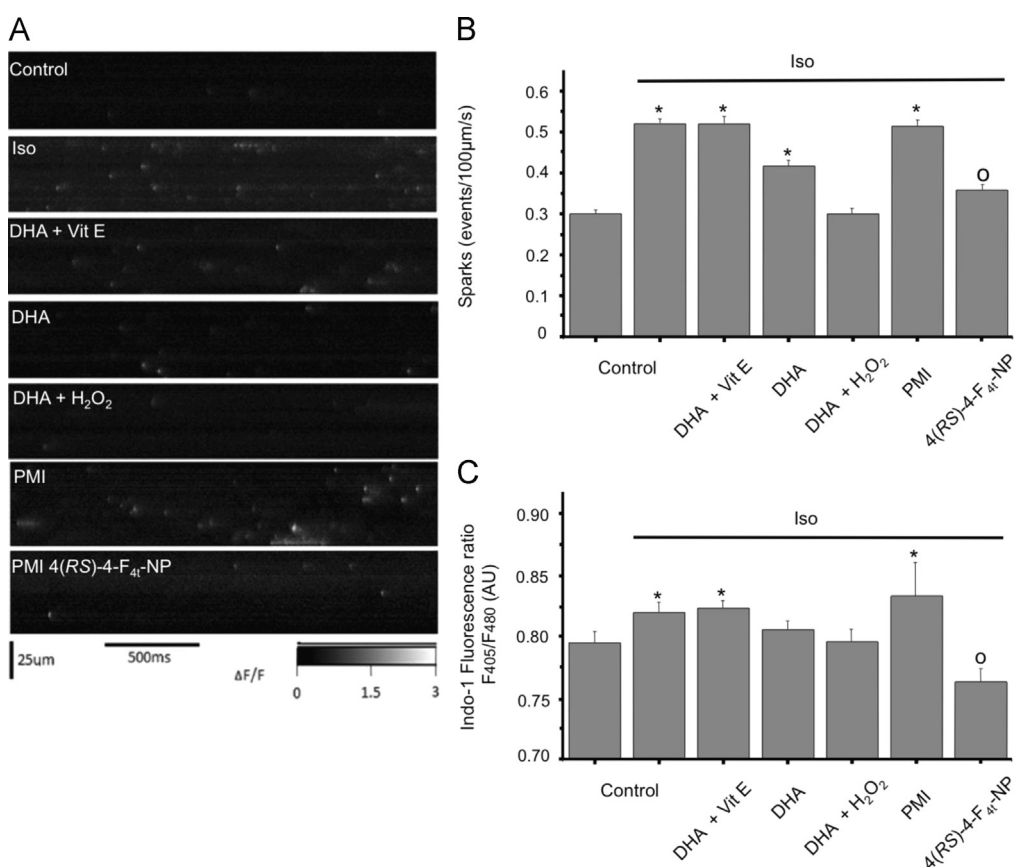 A
Control
Iso
DHA + Vit E
DHA
DHA + H₂O₂
PMI
PMI 4(RS)-4-F₄ₜ-NP
25um
500ms
ΔF/F
0 1.5 3
B
Iso
Sparks (events/100µm/s)
0.6
0.5
0.4
0.3
0.2
0.1
0
* * * * O
Control
DHA + Vit E
DHA
DHA + H₂O₂
PMI
4(RS)-4-F₄ₜ-NP
C
Iso
Indo-1 Fluorescence ratio
F405/F480 (AU)
0.90
0.85
0.80
0.75
0.70
* * * O
Control
DHA + Vit E
DHA
DHA + H₂O₂
PMI
4(RS)-4-F₄ₜ-NP